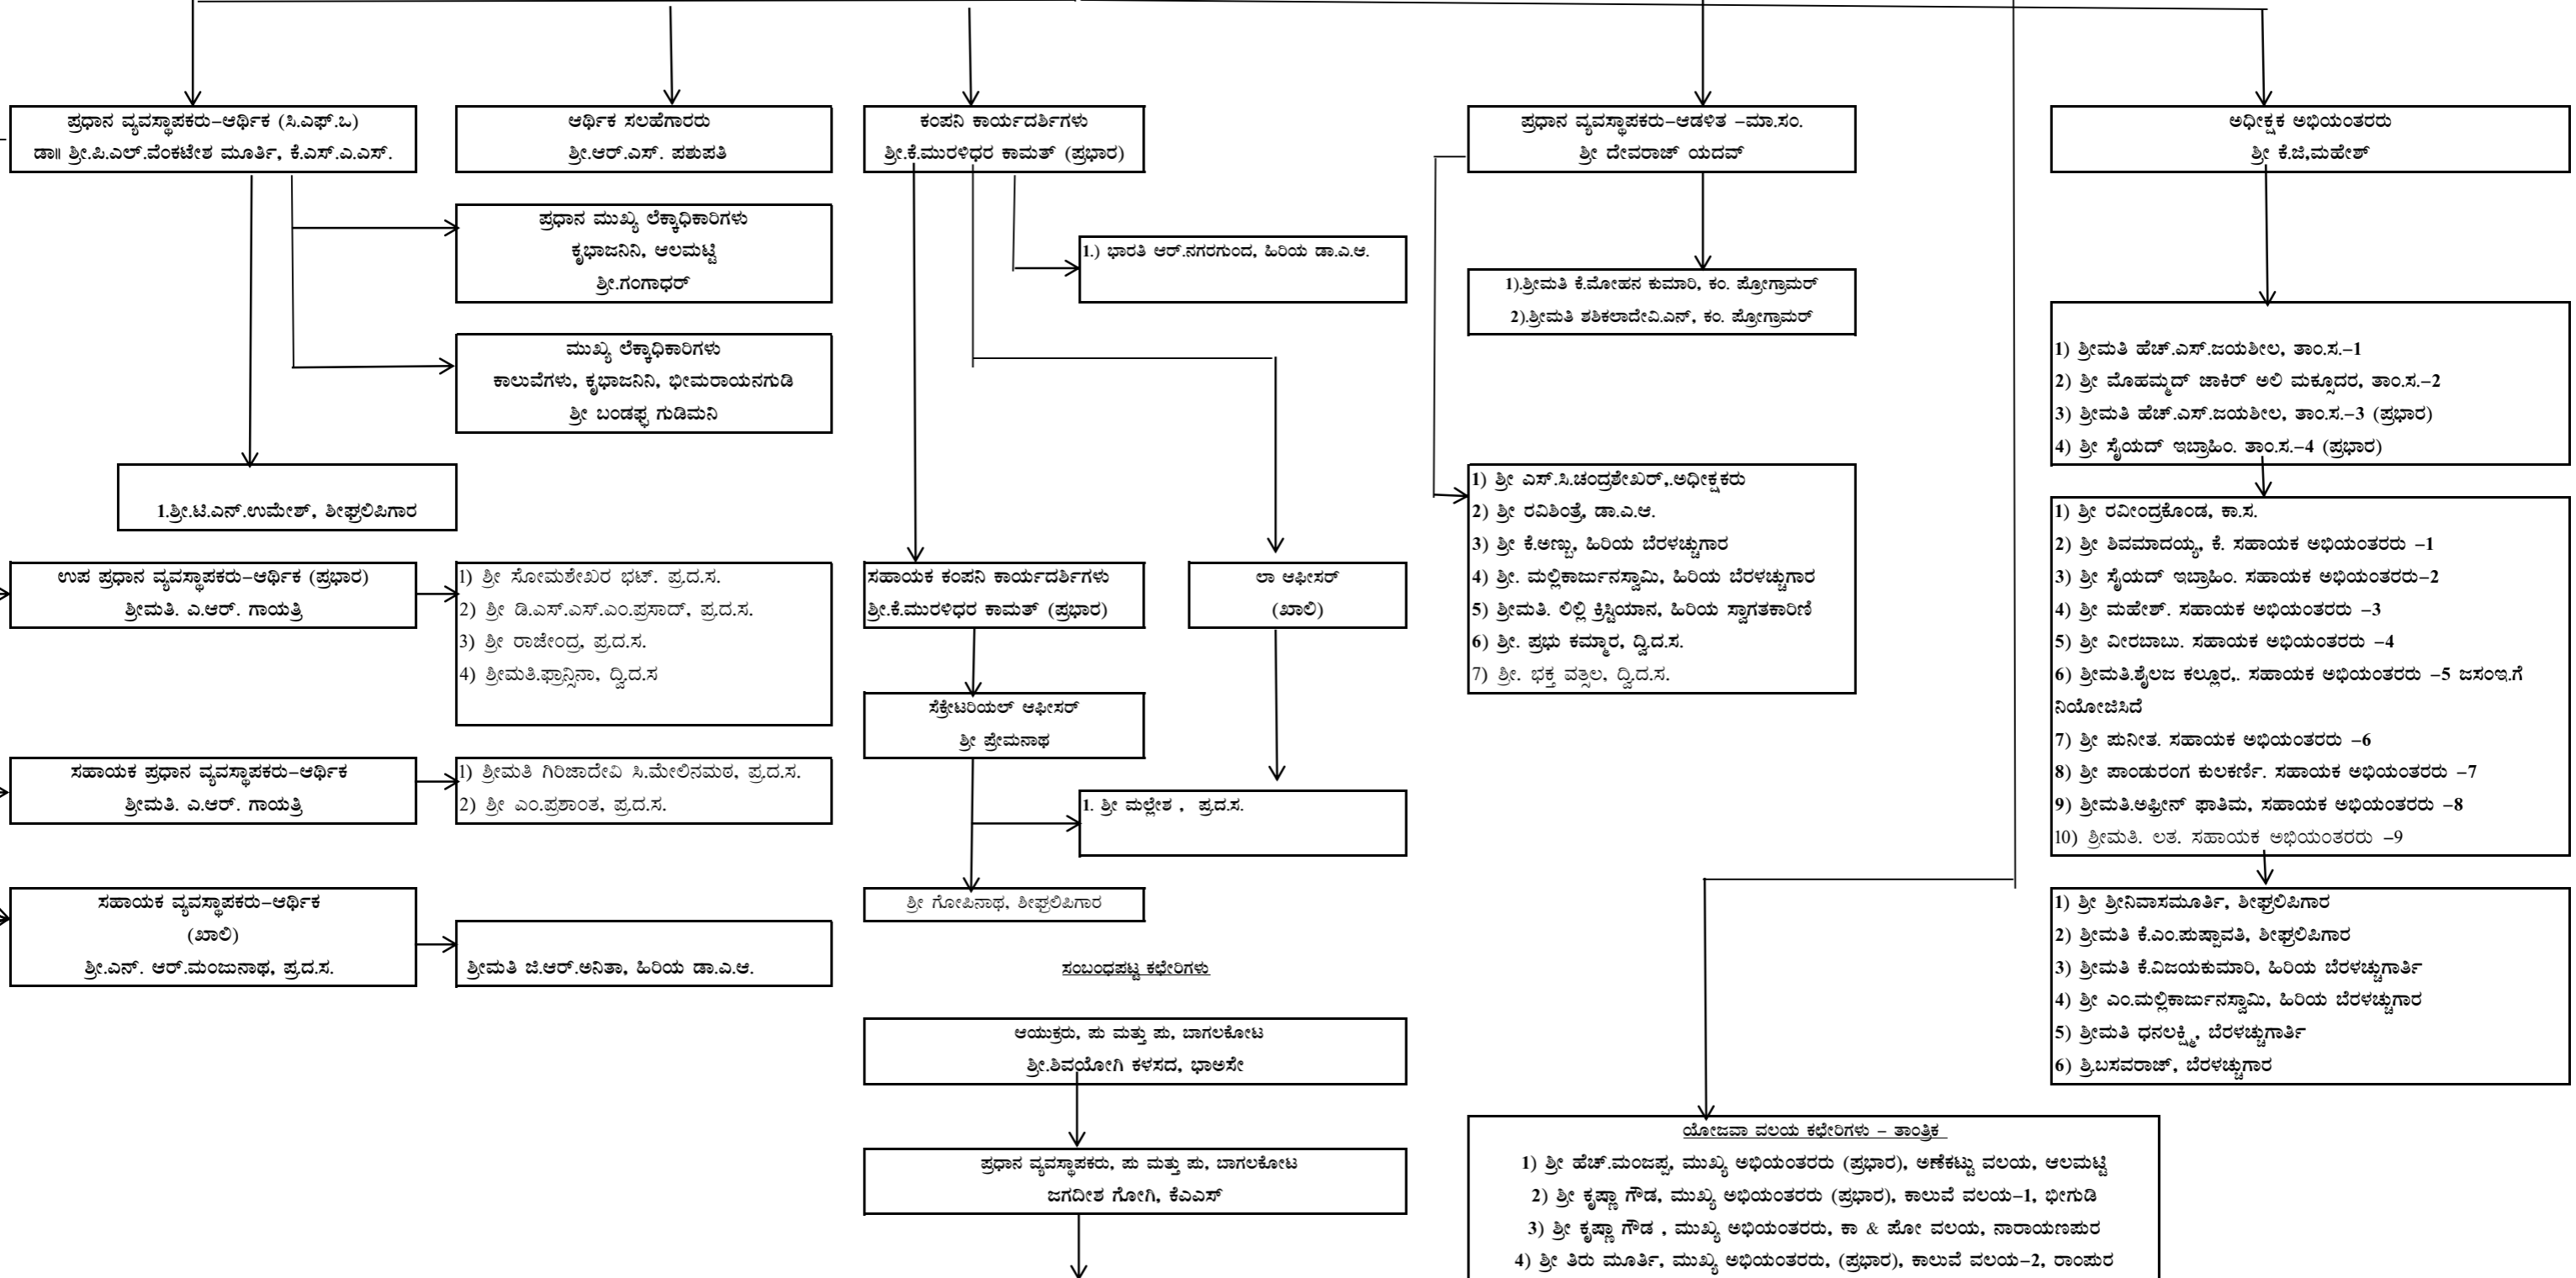 ಪ್ರಧಾನ ವ್ಯವಸ್ಥಾಪಕರು–ಆರ್ಥಿಕ (ಸಿ.ಎಫ್.ಒ)
ಡಾ॥ ಶ್ರೀ.ಪಿ.ಎಲ್.ವೆಂಕಟೇಶ ಮೂರ್ತಿ, ಕೆ.ಎಸ್.ಎ.ಎಸ್.
ಆರ್ಥಿಕ ಸಲಹೆಗಾರರು
ಶ್ರೀ.ಆರ್.ಎಸ್. ಪಶುಪತಿ
ಕಂಪನಿ ಕಾರ್ಯದರ್ಶಿಗಳು
ಶ್ರೀ.ಕೆ.ಮುರಳಿಧರ ಕಾಮತ್ (ಪ್ರಭಾರ)
ಪ್ರಧಾನ ವ್ಯವಸ್ಥಾಪಕರು–ಆಡಳಿತ –ಮಾ.ಸಂ.
ಶ್ರೀ ದೇವರಾಜ್ ಯದವ್
ಅಧೀಕ್ಷಕ ಅಭಿಯಂತರರು
ಶ್ರೀ ಕೆ.ಜಿ,ಮಹೇಶ್
ಪ್ರಧಾನ ಮುಖ್ಯ ಲೆಕ್ಕಾಧಿಕಾರಿಗಳು
ಕೃಭಾಜನಿನಿ, ಆಲಮಟ್ಟಿ
ಶ್ರೀ.ಗಂಗಾಧರ್
1.) ಭಾರತಿ ಆರ್.ನಗರಗುಂದ, ಹಿರಿಯ ಡಾ.ಎ.ಆ.
1).ಶ್ರೀಮತಿ ಕೆ.ಮೋಹನ ಕುಮಾರಿ, ಕಂ. ಪ್ರೋಗ್ರಾಮರ್
2).ಶ್ರೀಮತಿ ಶಶಿಕಲಾದೇವಿ.ಎನ್, ಕಂ. ಪ್ರೋಗ್ರಾಮರ್
ಮುಖ್ಯ ಲೆಕ್ಕಾಧಿಕಾರಿಗಳು
ಕಾಲುವೆಗಳು, ಕೃಭಾಜನಿನಿ, ಭೀಮರಾಯನಗುಡಿ
ಶ್ರೀ ಬಂಡಪ್ಪ ಗುಡಿಮನಿ
1) ಶ್ರೀಮತಿ ಹೆಚ್.ಎಸ್.ಜಯಶೀಲ, ತಾಂ.ಸ.–1
2) ಶ್ರೀ ಮೊಹಮ್ಮದ್ ಜಾಕಿರ್ ಅಲಿ ಮಕ್ಸೂದರ, ತಾಂ.ಸ.–2
3) ಶ್ರೀಮತಿ ಹೆಚ್.ಎಸ್.ಜಯಶೀಲ, ತಾಂ.ಸ.–3 (ಪ್ರಭಾರ)
4) ಶ್ರೀ ಸೈಯದ್ ಇಬ್ರಾಹಿಂ. ತಾಂ.ಸ.–4 (ಪ್ರಭಾರ)
1.ಶ್ರೀ.ಟಿ.ಎನ್.ಉಮೇಶ್, ಶೀಘ್ರಲಿಪಿಗಾರ
1) ಶ್ರೀ ಎಸ್.ಸಿ.ಚಂದ್ರಶೇಖರ್,.ಅಧೀಕ್ಷಕರು
2) ಶ್ರೀ ರವಿಶಿಂತ್ರೆ, ಡಾ.ಎ.ಆ.
3) ಶ್ರೀ ಕೆ.ಅಣ್ಬು, ಹಿರಿಯ ಬೆರಳಚ್ಚುಗಾರ
4) ಶ್ರೀ. ಮಲ್ಲಿಕಾರ್ಜುನಸ್ವಾಮಿ, ಹಿರಿಯ ಬೆರಳಚ್ಚುಗಾರ
5) ಶ್ರೀಮತಿ. ಲಿಲ್ಲಿ ಕ್ರಿಸ್ಟಿಯಾನ, ಹಿರಿಯ ಸ್ವಾಗತಕಾರಿಣಿ
6) ಶ್ರೀ. ಪ್ರಭು ಕಮ್ಮಾರ, ದ್ವಿ.ದ.ಸ.
7) ಶ್ರೀ. ಭಕ್ತ ವತ್ಸಲ, ದ್ವಿ.ದ.ಸ.
1) ಶ್ರೀ ರವೀಂದ್ರಕೊಂಡ, ಕಾ.ಸ.
2) ಶ್ರೀ ಶಿವಮಾದಯ್ಯ, ಕೆ. ಸಹಾಯಕ ಅಭಿಯಂತರರು –1
3) ಶ್ರೀ ಸೈಯದ್ ಇಬ್ರಾಹಿಂ. ಸಹಾಯಕ ಅಭಿಯಂತರರು–2
4) ಶ್ರೀ ಮಹೇಶ್. ಸಹಾಯಕ ಅಭಿಯಂತರರು –3
5) ಶ್ರೀ ವೀರಬಾಬು. ಸಹಾಯಕ ಅಭಿಯಂತರರು –4
6) ಶ್ರೀಮತಿ.ಶೈಲಜ ಕಲ್ಲೂರ,. ಸಹಾಯಕ ಅಭಿಯಂತರರು –5 ಜಸಂಇ.ಗೆ
ನಿಯೋಜಿಸಿದೆ
7) ಶ್ರೀ ಪುನೀತ. ಸಹಾಯಕ ಅಭಿಯಂತರರು –6
8) ಶ್ರೀ ಪಾಂಡುರಂಗ ಕುಲಕರ್ಣಿ. ಸಹಾಯಕ ಅಭಿಯಂತರರು –7
9) ಶ್ರೀಮತಿ.ಅಫ್ರೀನ್ ಫಾತಿಮ, ಸಹಾಯಕ ಅಭಿಯಂತರರು –8
10) ಶ್ರೀಮತಿ. ಲತ. ಸಹಾಯಕ ಅಭಿಯಂತರರು –9
ಉಪ ಪ್ರಧಾನ ವ್ಯವಸ್ಥಾಪಕರು–ಆರ್ಥಿಕ (ಪ್ರಭಾರ)
ಶ್ರೀಮತಿ. ಎ.ಆರ್. ಗಾಯತ್ರಿ
1) ಶ್ರೀ ಸೋಮಶೇಖರ ಭಟ್. ಪ್ರ.ದ.ಸ.
2) ಶ್ರೀ ಡಿ.ಎಸ್.ಎಸ್.ಎಂ.ಪ್ರಸಾದ್, ಪ್ರ.ದ.ಸ.
3) ಶ್ರೀ ರಾಜೇಂದ್ರ, ಪ್ರ.ದ.ಸ.
4) ಶ್ರೀಮತಿ.ಫ್ರಾನ್ಸಿನಾ, ದ್ವಿ.ದ.ಸ
ಸಹಾಯಕ ಕಂಪನಿ ಕಾರ್ಯದರ್ಶಿಗಳು
ಶ್ರೀ.ಕೆ.ಮುರಳಿಧರ ಕಾಮತ್ (ಪ್ರಭಾರ)
ಲಾ ಆಫೀಸರ್
(ಖಾಲಿ)
ಸೆಕ್ರೇಟರಿಯಲ್ ಆಫೀಸರ್
ಶ್ರೀ ಪ್ರೇಮನಾಥ
ಸಹಾಯಕ ಪ್ರಧಾನ ವ್ಯವಸ್ಥಾಪಕರು–ಆರ್ಥಿಕ
ಶ್ರೀಮತಿ. ಎ.ಆರ್. ಗಾಯತ್ರಿ
1) ಶ್ರೀಮತಿ ಗಿರಿಜಾದೇವಿ ಸಿ.ಮೇಲಿನಮಠ, ಪ್ರ.ದ.ಸ.
2) ಶ್ರೀ ಎಂ.ಪ್ರಶಾಂತ, ಪ್ರ.ದ.ಸ.
1. ಶ್ರೀ ಮಲ್ಲೇಶ , ಪ್ರ.ದ.ಸ.
ಸಹಾಯಕ ವ್ಯವಸ್ಥಾಪಕರು–ಆರ್ಥಿಕ
(ಖಾಲಿ)
ಶ್ರೀ.ಎನ್. ಆರ್.ಮಂಜುನಾಥ, ಪ್ರ.ದ.ಸ.
ಶ್ರೀಮತಿ ಜಿ.ಆರ್.ಅನಿತಾ, ಹಿರಿಯ ಡಾ.ಎ.ಆ.
ಶ್ರೀ ಗೋಪಿನಾಥ, ಶೀಘ್ರಲಿಪಿಗಾರ
1) ಶ್ರೀ ಶ್ರೀನಿವಾಸಮೂರ್ತಿ, ಶೀಘ್ರಲಿಪಿಗಾರ
2) ಶ್ರೀಮತಿ ಕೆ.ಎಂ.ಪುಷ್ಪಾವತಿ, ಶೀಘ್ರಲಿಪಿಗಾರ
3) ಶ್ರೀಮತಿ ಕೆ.ವಿಜಯಕುಮಾರಿ, ಹಿರಿಯ ಬೆರಳಚ್ಚುಗಾರ್ತಿ
4) ಶ್ರೀ ಎಂ.ಮಲ್ಲಿಕಾರ್ಜುನಸ್ವಾಮಿ, ಹಿರಿಯ ಬೆರಳಚ್ಚುಗಾರ
5) ಶ್ರೀಮತಿ ಧನಲಕ್ಷ್ಮಿ, ಬೆರಳಚ್ಚುಗಾರ್ತಿ
6) ಶ್ರಿ.ಬಸವರಾಜ್, ಬೆರಳಚ್ಚುಗಾರ
ಸಂಬಂಧಪಟ್ಟ ಕಛೇರಿಗಳು
ಆಯುಕ್ತರು, ಪು ಮತ್ತು ಪು, ಬಾಗಲಕೋಟ
ಶ್ರೀ.ಶಿವಯೋಗಿ ಕಳಸದ, ಭಾಅಸೇ
ಪ್ರಧಾನ ವ್ಯವಸ್ಥಾಪಕರು, ಪು ಮತ್ತು ಪು, ಬಾಗಲಕೋಟ
ಜಗದೀಶ ಗೋಗಿ, ಕೆಎಎಸ್
ಯೋಜವಾ ವಲಯ ಕಛೇರಿಗಳು – ತಾಂತ್ರಿಕ
1) ಶ್ರೀ ಹೆಚ್.ಮಂಜಪ್ಪ, ಮುಖ್ಯ ಅಭಿಯಂತರರು (ಪ್ರಭಾರ), ಅಣೆಕಟ್ಟು ವಲಯ, ಆಲಮಟ್ಟಿ
2) ಶ್ರೀ ಕೃಷ್ಣಾ ಗೌಡ, ಮುಖ್ಯ ಅಭಿಯಂತರರು (ಪ್ರಭಾರ), ಕಾಲುವೆ ವಲಯ–1, ಭೀಗುಡಿ
3) ಶ್ರೀ ಕೃಷ್ಣಾ ಗೌಡ , ಮುಖ್ಯ ಅಭಿಯಂತರರು, ಕಾ & ಪೋ ವಲಯ, ನಾರಾಯಣಪುರ
4) ಶ್ರೀ ತಿರು ಮೂರ್ತಿ, ಮುಖ್ಯ ಅಭಿಯಂತರರು, (ಪ್ರಭಾರ), ಕಾಲುವೆ ವಲಯ–2, ರಾಂಪುರ